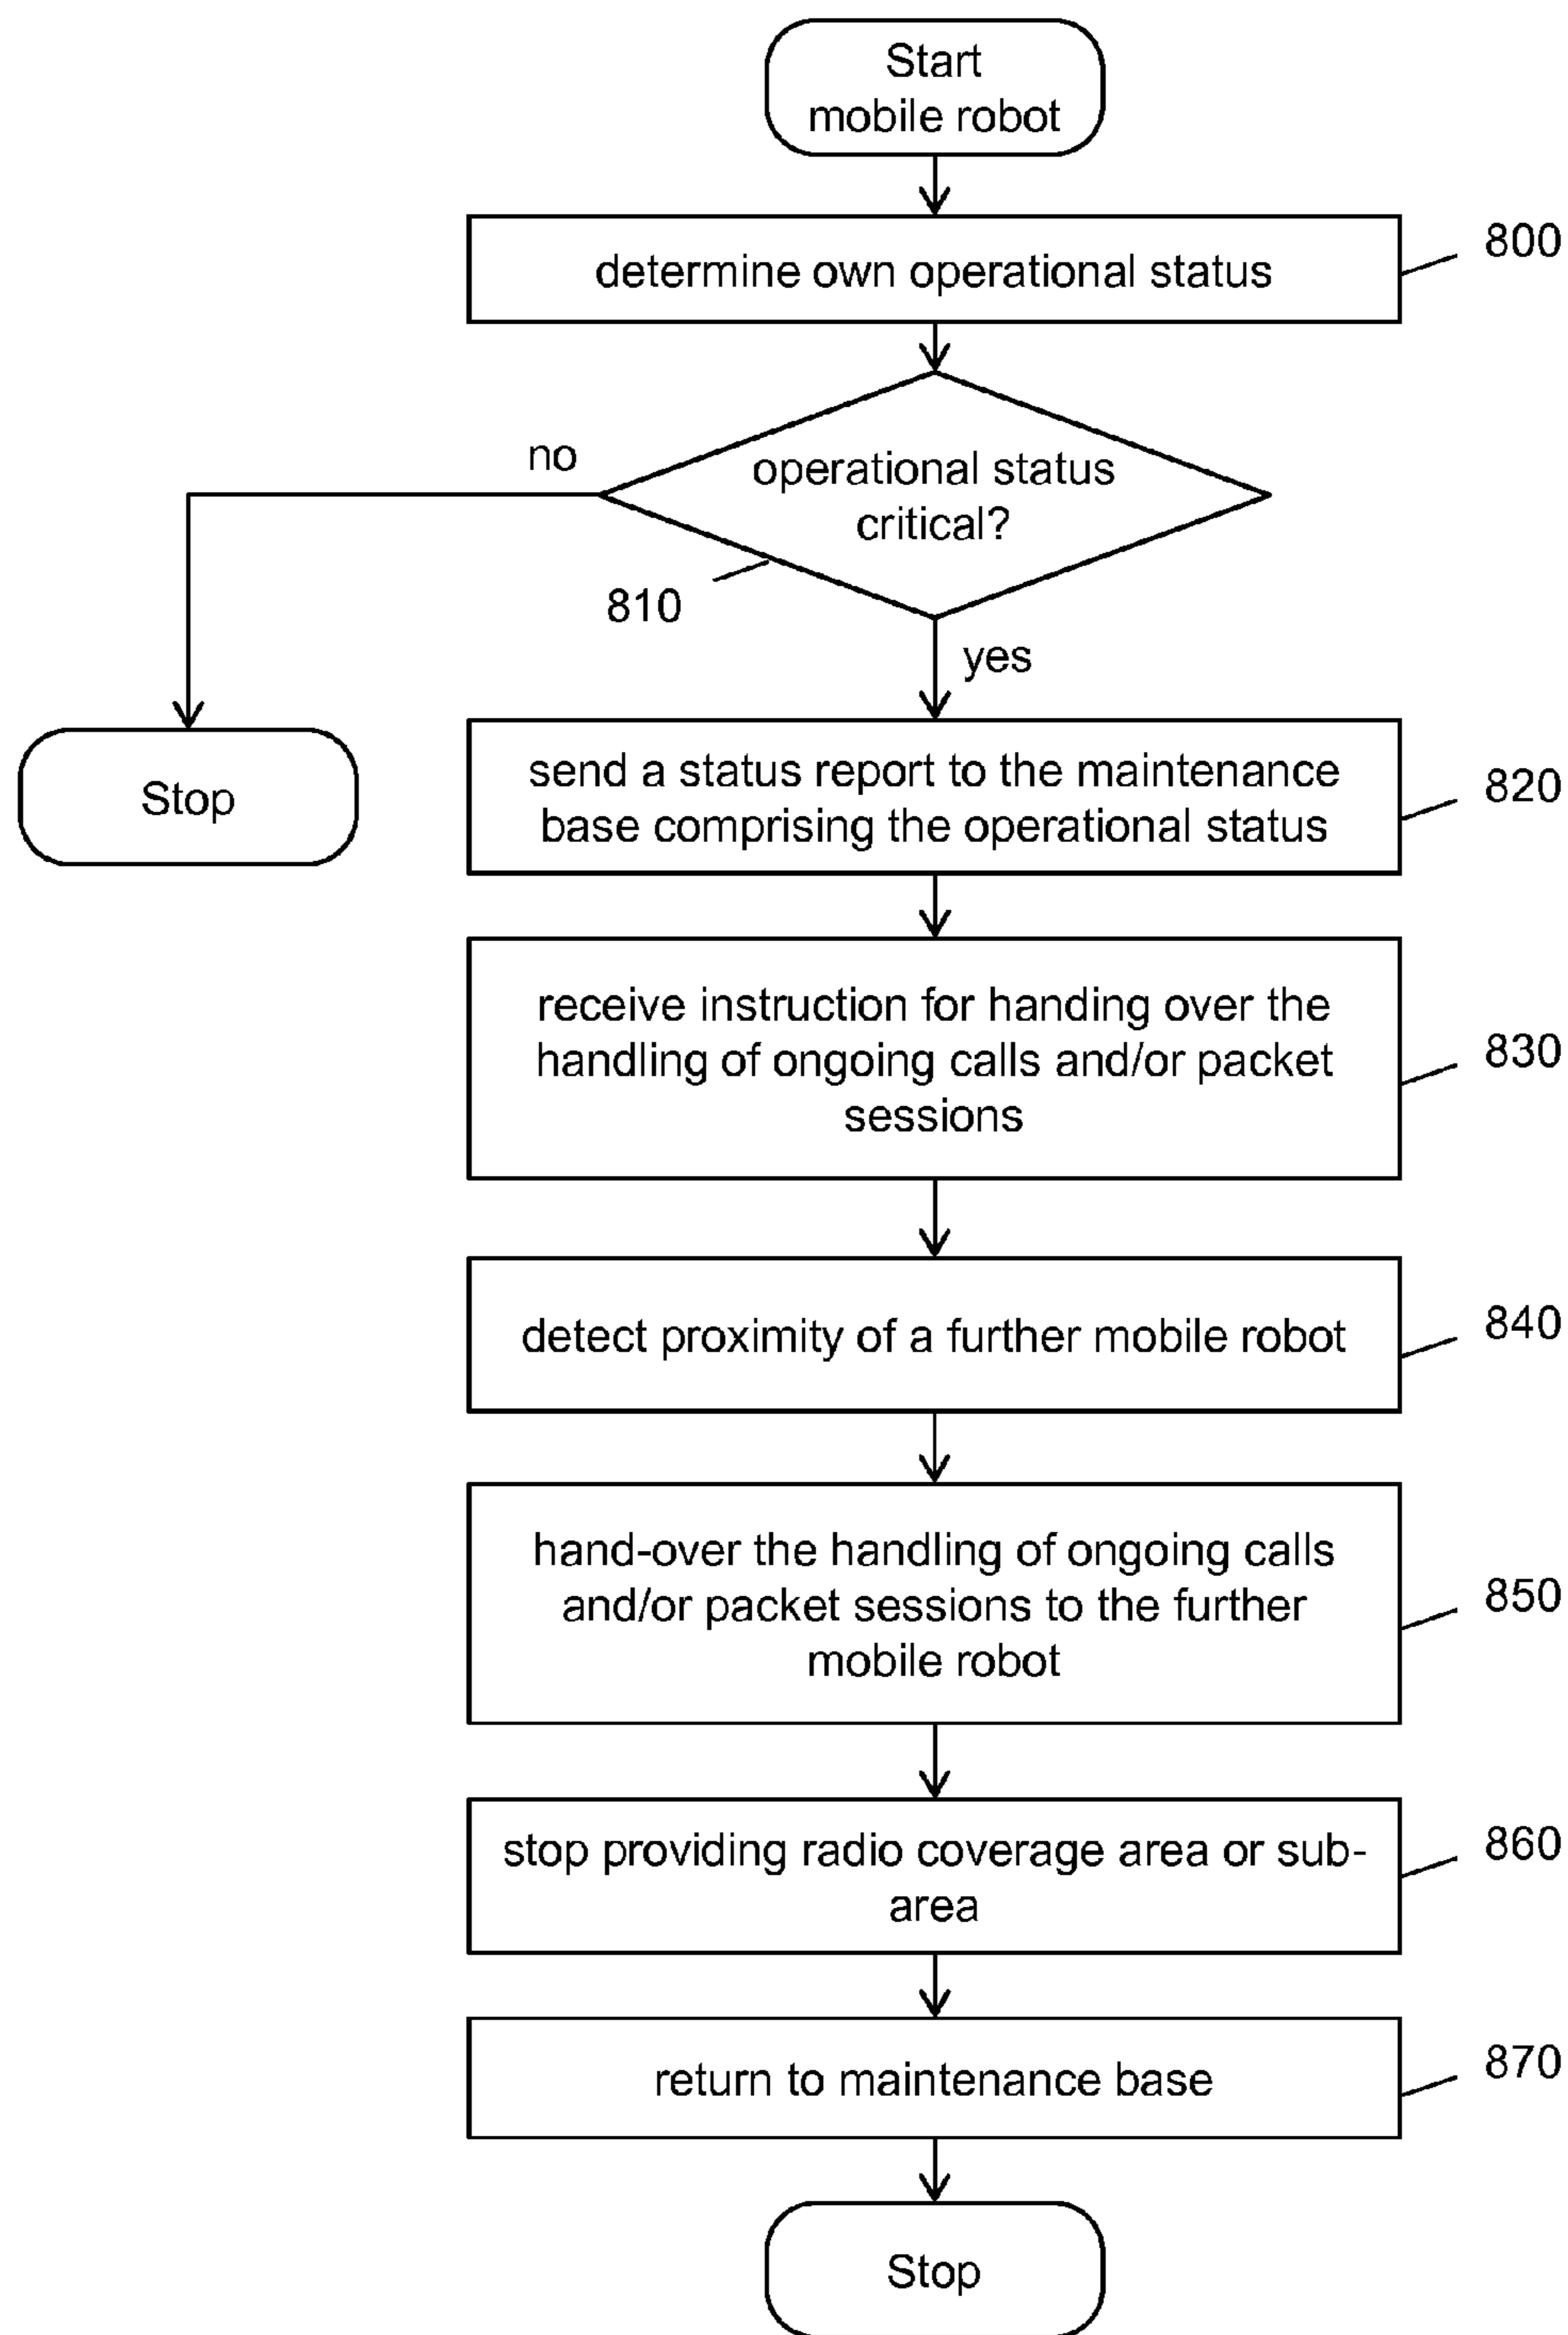 Start
mobile robot
determine own operational status
800
no
operational status
critical?
810
yes
Stop
send a status report to the maintenance
base comprising the operational status
820
receive instruction for handing over the
handling of ongoing calls and/or packet
sessions
830
detect proximity of a further mobile robot
840
hand-over the handling of ongoing calls
and/or packet sessions to the further
mobile robot
850
stop providing radio coverage area or sub-
area
860
return to maintenance base
870
Stop